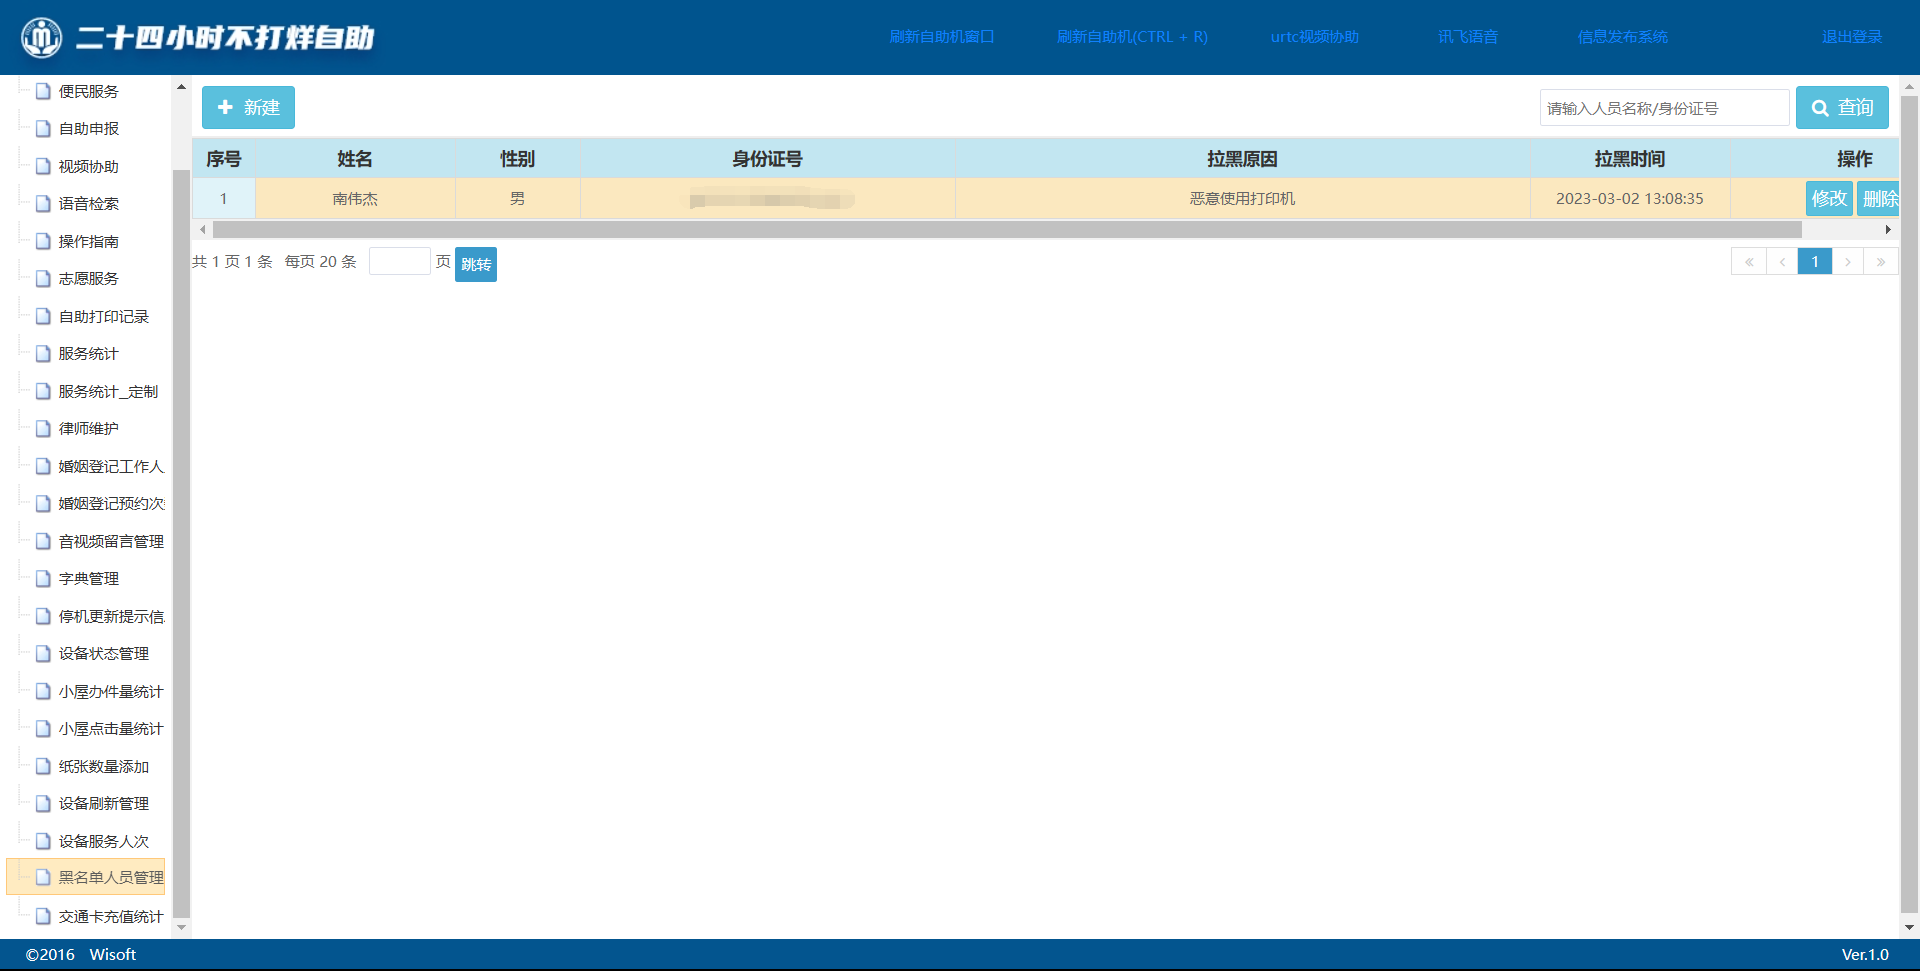 二十四小时不打烊自助
刷新自助机窗口 刷新自助机(CTRL + R) urtc视频协助 讯飞语音 信息发布系统 退出登录
便民服务
自助申报
视频协助
语音检索
操作指南
志愿服务
自助打印记录
服务统计
服务统计_定制
律师维护
婚姻登记工作人
婚姻登记预约次
音视频留言管理
字典管理
停机更新提示信
设备状态管理
小屋办件量统计
小屋点击量统计
纸张数量添加
设备刷新管理
设备服务人次
黑名单人员管理
交通卡充值统计
新建 请输入人员名称/身份证号 查询
序号 姓名 性别 身份证号 拉黑原因 拉黑时间 操作
1 南伟杰 男 恶意使用打印机 2023-03-02 13:08:35 修改 删除
共 1 页 1 条 每页 20 条 页 跳转 « ‹ 1 › »
©2016 Wisoft Ver.1.0